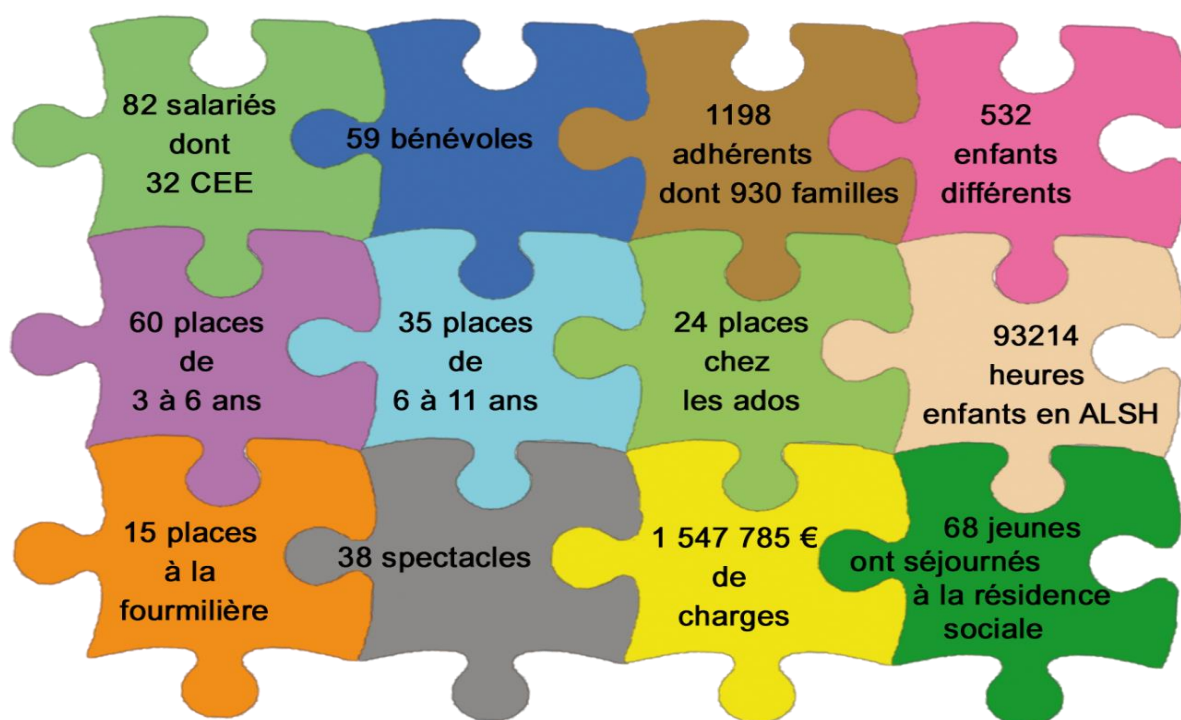 82 salariés
dont
32 CEE
59 bénévoles
1198
adhérents
dont 930 familles
532
enfants
différents
60 places
de
3 à 6 ans
35 places
de
6 à 11 ans
24 places
chez
les ados
93214
heures
enfants en ALSH
15 places
à la
fourmilière
38 spectacles
1 547 785 €
de
charges
68 jeunes
ont séjournés
à la résidence
sociale